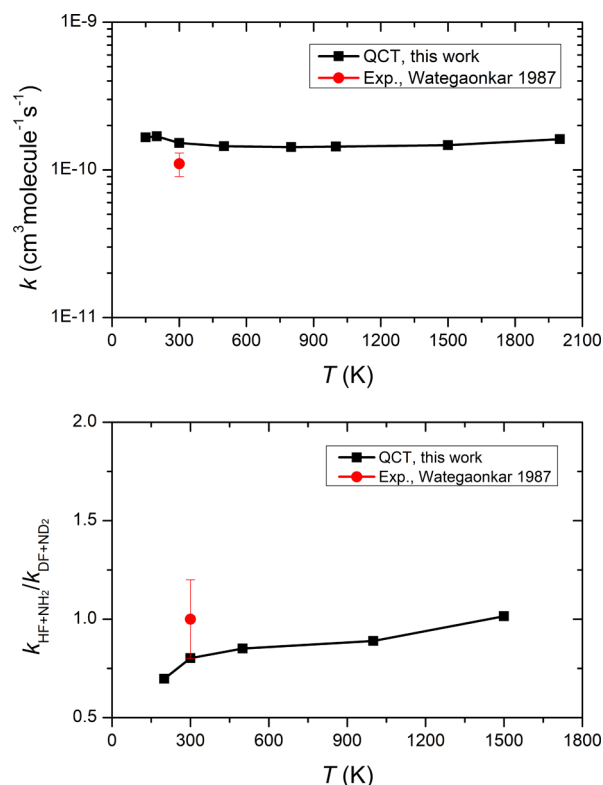 1E-9
QCT, this work
Exp., Wategaonkar 1987
1E-10
1E-11
k (cm³molecule⁻¹s⁻¹)
0 300 600 900 1200 1500 1800 2100
T (K)
2.0
QCT, this work
Exp., Wategaonkar 1987
1.5
1.0
0.5
k_HF+NH₂/k_DF+ND₂
0 300 600 900 1200 1500 1800
T (K)